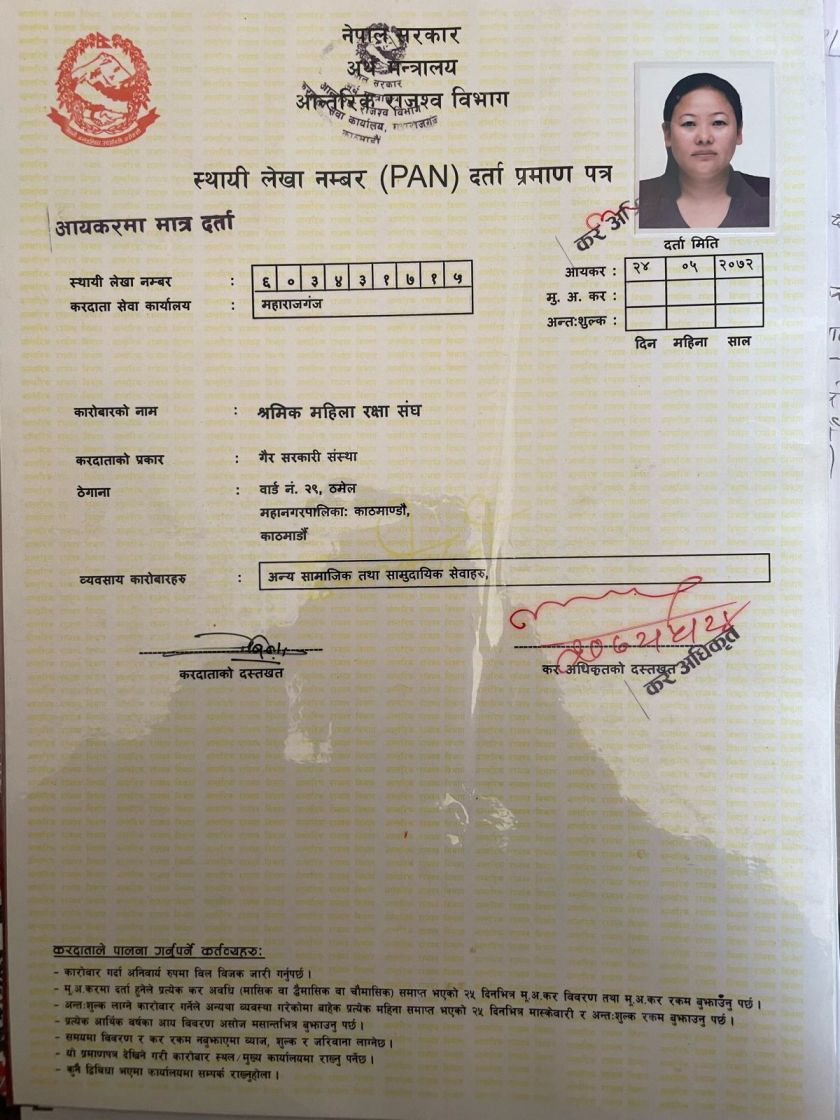 नेपाल सरकार
अर्थ मन्त्रालय
आन्तरिक राजश्व विभाग
स्थायी लेखा नम्बर (PAN) दर्ता प्रमाण पत्र
आयकरमा मात्र दर्ता
दर्ता मिति
स्थायी लेखा नम्बर : ६ ० ३ ४ ३ १ ७ १ ५
आयकर : २४ ०५ २०७२
करदाता सेवा कार्यालय : महाराजगंज
मु. अ. कर :
अन्त:शुल्क :
दिन महिना साल
कारोबारको नाम : श्रमिक महिला रक्षा संघ
करदाताको प्रकार : गैर सरकारी संस्था
ठेगाना : वार्ड नं. २९, ठमेल
महानगरपालिका: काठमाण्डौ,
काठमाडौं
व्यवसाय कारोबारहरु : अन्य सामाजिक तथा सामुदायिक सेवाहरु,
करदाताको दस्तखत
कर अधिकृतको दस्तखत
कर अधिकृत
करदाताले पालना गर्नुपर्ने कर्तव्यहरु:
- कारोबार गर्दा अनिवार्य रुपमा बिल बिजक जारी गर्नुपर्छ ।
- मू.अ.करमा दर्ता हुनेले प्रत्येक कर अवधि (मासिक वा द्वैमासिक वा चौमासिक) समाप्त भएको २५ दिनभित्र मू.अ.कर विवरण तथा मू.अ.कर रकम बुझाउँनु पर्छ ।
- अन्त:शुल्क लाग्ने कारोबार गर्नेले अन्यथा व्यवस्था गरेकोमा बाहेक प्रत्येक महिना समाप्त भएको २५ दिनभित्र मास्केवारी र अन्त:शुल्क रकम बुझाउनु पर्छ ।
- प्रत्येक आर्थिक वर्षका आय विवरण असोज मसान्तभित्र बुझाउनु पर्छ ।
- समयमा विवरण र कर रकम नबुझाएमा ब्याज, शुल्क र जरिवाना लाग्नेछ ।
- यो प्रमाणपत्र देखिने गरी कारोबार स्थल/मुख्य कार्यालयमा राख्नु पर्नेछ ।
- कुनै द्विबिधा भएमा कार्यालयमा सम्पर्क राख्नुहोला ।